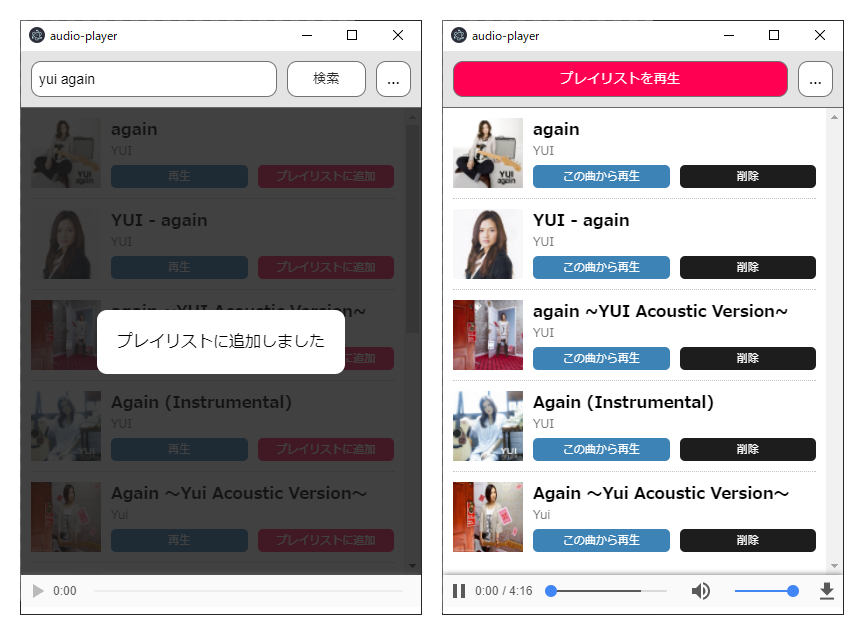 audio-player
yui again
検索
...
again
YUI
再生
プレイリストに追加
YUI - again
YUI
再生
プレイリストに追加
again ~YUI Acoustic Version~
プレイリストに追加しました
に追加
Again (Instrumental)
YUI
再生
プレイリストに追加
Again ～Yui Acoustic Version～
Yui
再生
プレイリストに追加
0:00
audio-player
プレイリストを再生
...
again
YUI
この曲から再生
削除
YUI - again
YUI
この曲から再生
削除
again ~YUI Acoustic Version~
YUI
この曲から再生
削除
Again (Instrumental)
YUI
この曲から再生
削除
Again ～Yui Acoustic Version～
Yui
この曲から再生
削除
0:00 / 4:16